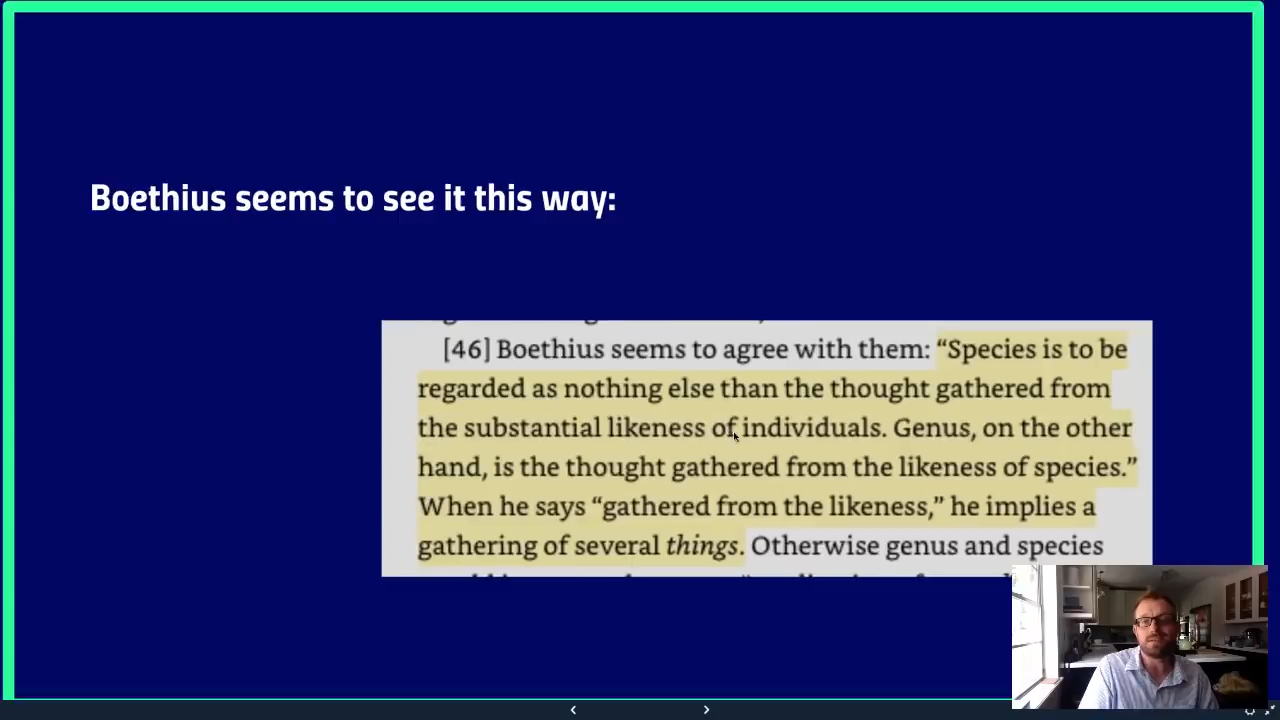 Boethius seems to see it this way:
[46] Boethius seems to agree with them: “Species is to be
regarded as nothing else than the thought gathered from
the substantial likeness of individuals. Genus, on the other
hand, is the thought gathered from the likeness of species.”
When he says “gathered from the likeness,” he implies a
gathering of several things. Otherwise genus and species